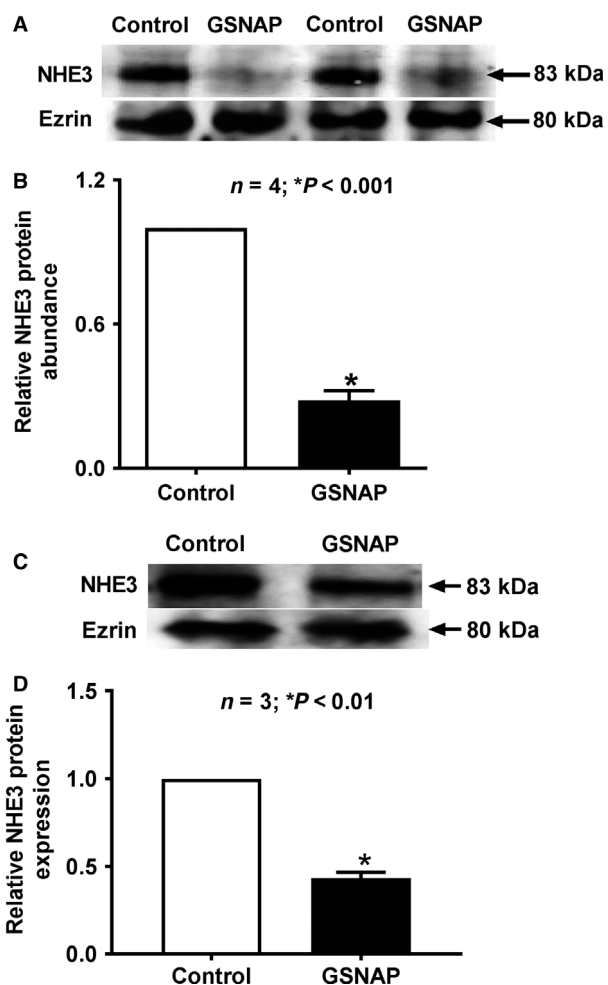 A
Control GSNAP Control GSNAP
NHE3
83 kDa
Ezrin
80 kDa
B
Relative NHE3 protein
abundance
1.2
0.6
0.0
n = 4; *P < 0.001
*
Control GSNAP
C
Control GSNAP
NHE3
83 kDa
Ezrin
80 kDa
D
Relative NHE3 protein
expression
1.5
1.0
0.5
0.0
n = 3; *P < 0.01
*
Control GSNAP